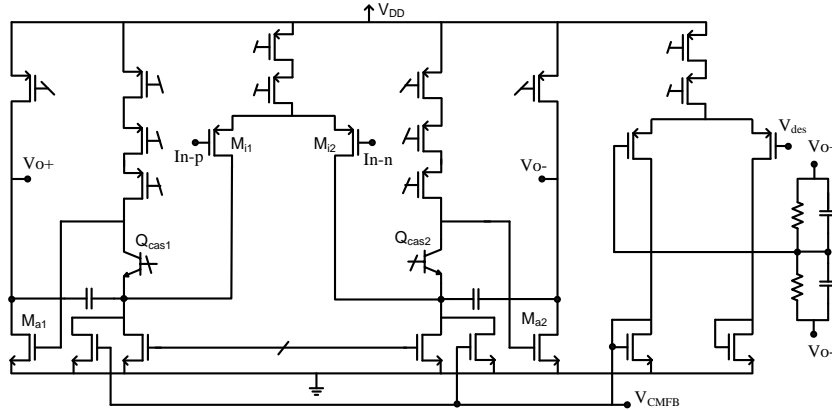 VDD
Vdes
Mi1
Mi2
In-p
In-n
Vo+
Vo-
Vo-
Qcas1
Qcas2
Ma1
Ma2
Vo-
VCMFB